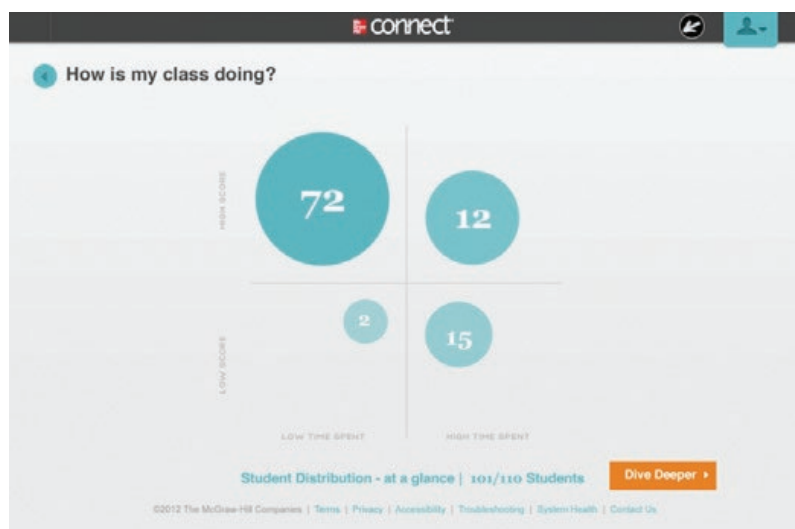 connect
How is my class doing?
HIGH SCORE
72
12
LOW SCORE
2
15
LOW TIME SPENT
HIGH TIME SPENT
Student Distribution - at a glance | 101/110 Students
Dive Deeper
©2012 The McGraw-Hill Companies | Terms | Privacy | Accessibility | Troubleshooting | System Health | Contact Us